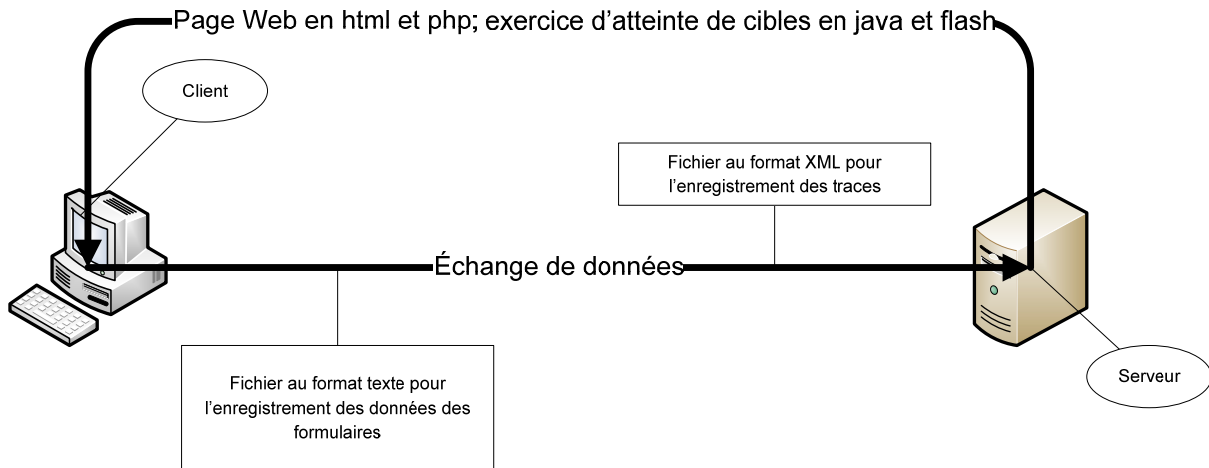 Page Web en html et php; exercice d’atteinte de cibles en java et flash
Client
Fichier au format XML pour
l’enregistrement des traces
Échange de données
Fichier au format texte pour
l’enregistrement des données des
formulaires
Serveur